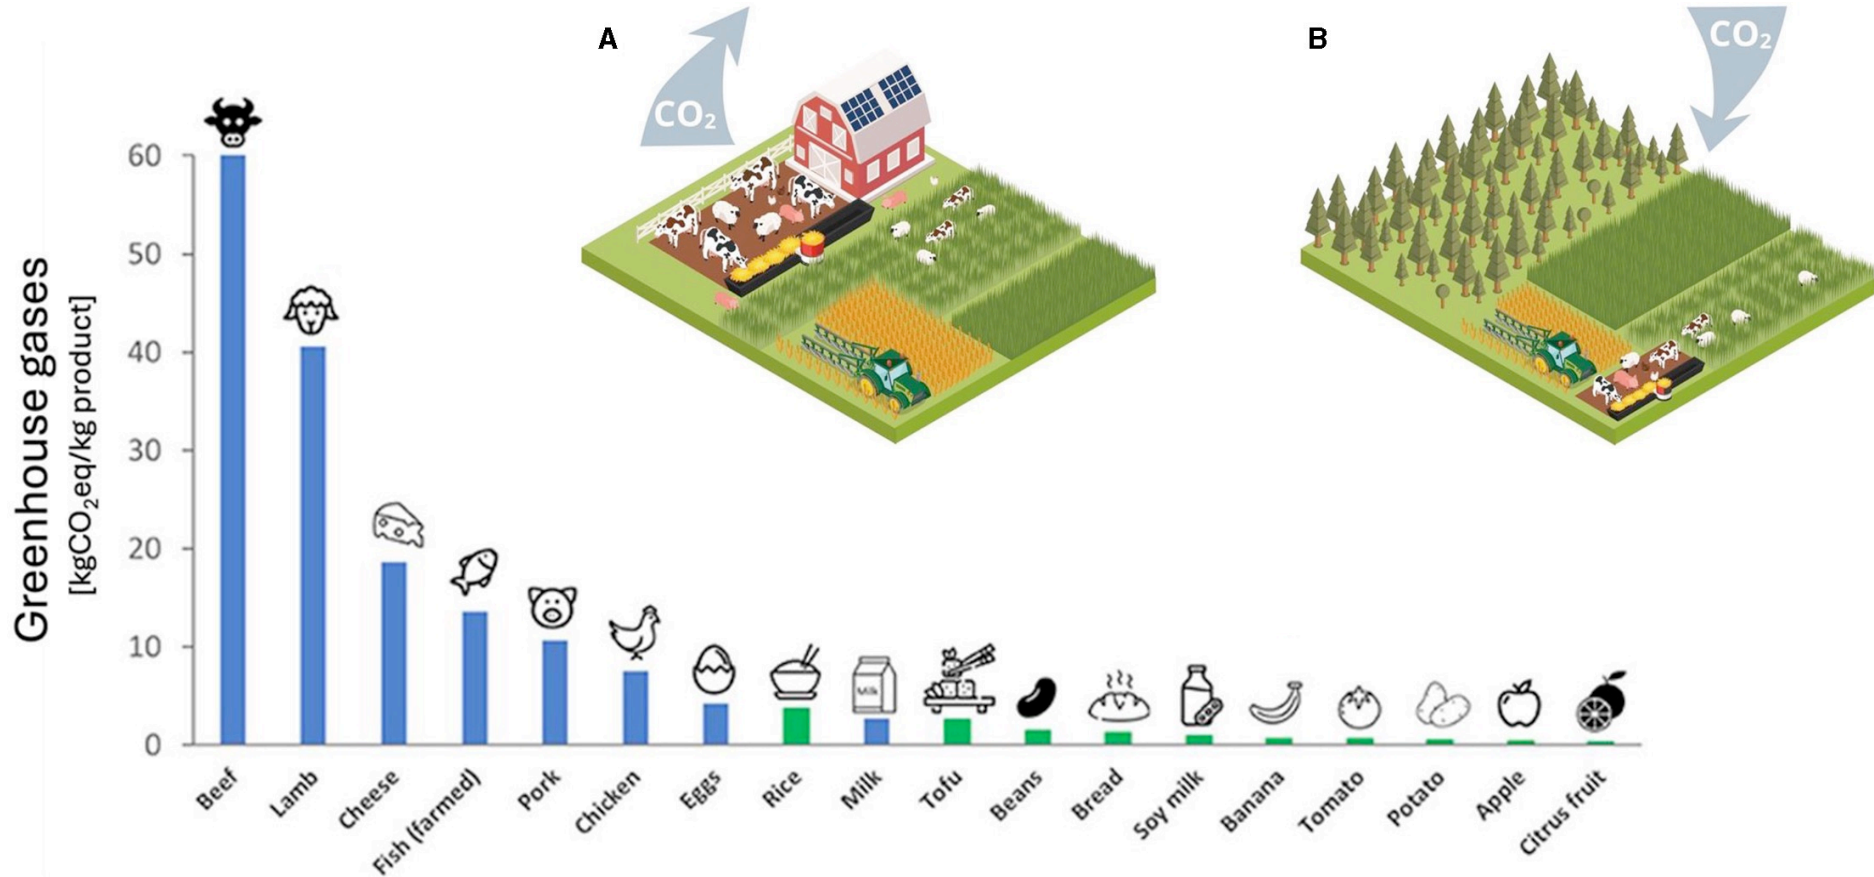 A
B
CO₂
CO₂
Greenhouse gases
[kgCO₂eq/kg product]
60
50
40
30
20
10
0
Milk
Beef
Lamb
Cheese
Fish (farmed)
Pork
Chicken
Eggs
Rice
Milk
Tofu
Beans
Bread
Soy milk
Banana
Tomato
Potato
Apple
Citrus fruit